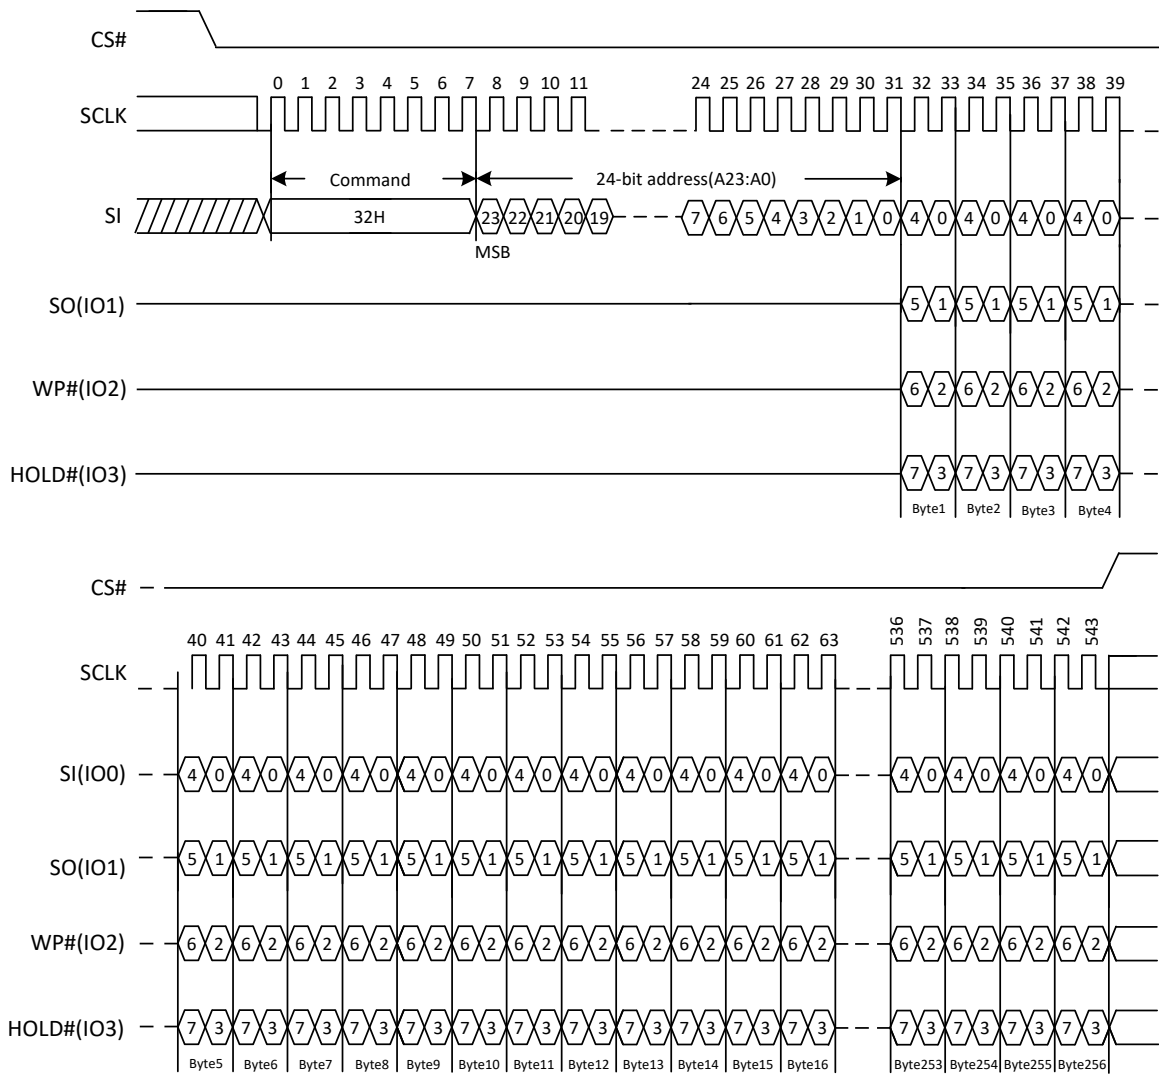 CS#
0 1 2 3 4 5 6 7 8 9 10 11 24 25 26 27 28 29 30 31 32 33 34 35 36 37 38 39
SCLK
Command 24-bit address(A23:A0)
SI 32H 23 22 21 20 19 7 6 5 4 3 2 1 0 4 0 4 0 4 0 4 0
MSB
SO(IO1) 5 1 5 1 5 1 5 1
WP#(IO2) 6 2 6 2 6 2 6 2
HOLD#(IO3) 7 3 7 3 7 3 7 3
Byte1 Byte2 Byte3 Byte4
CS#
40 41 42 43 44 45 46 47 48 49 50 51 52 53 54 55 56 57 58 59 60 61 62 63 536 537 538 539 540 541 542 543
SCLK
SI(IO0) 4 0 4 0 4 0 4 0 4 0 4 0 4 0 4 0 4 0 4 0 4 0 4 0 4 0 4 0 4 0 4 0
SO(IO1) 5 1 5 1 5 1 5 1 5 1 5 1 5 1 5 1 5 1 5 1 5 1 5 1 5 1 5 1 5 1 5 1
WP#(IO2) 6 2 6 2 6 2 6 2 6 2 6 2 6 2 6 2 6 2 6 2 6 2 6 2 6 2 6 2 6 2 6 2
HOLD#(IO3) 7 3 7 3 7 3 7 3 7 3 7 3 7 3 7 3 7 3 7 3 7 3 7 3 7 3 7 3 7 3 7 3
Byte5 Byte6 Byte7 Byte8 Byte9 Byte10 Byte11 Byte12 Byte13 Byte14 Byte15 Byte16 Byte253 Byte254 Byte255 Byte256